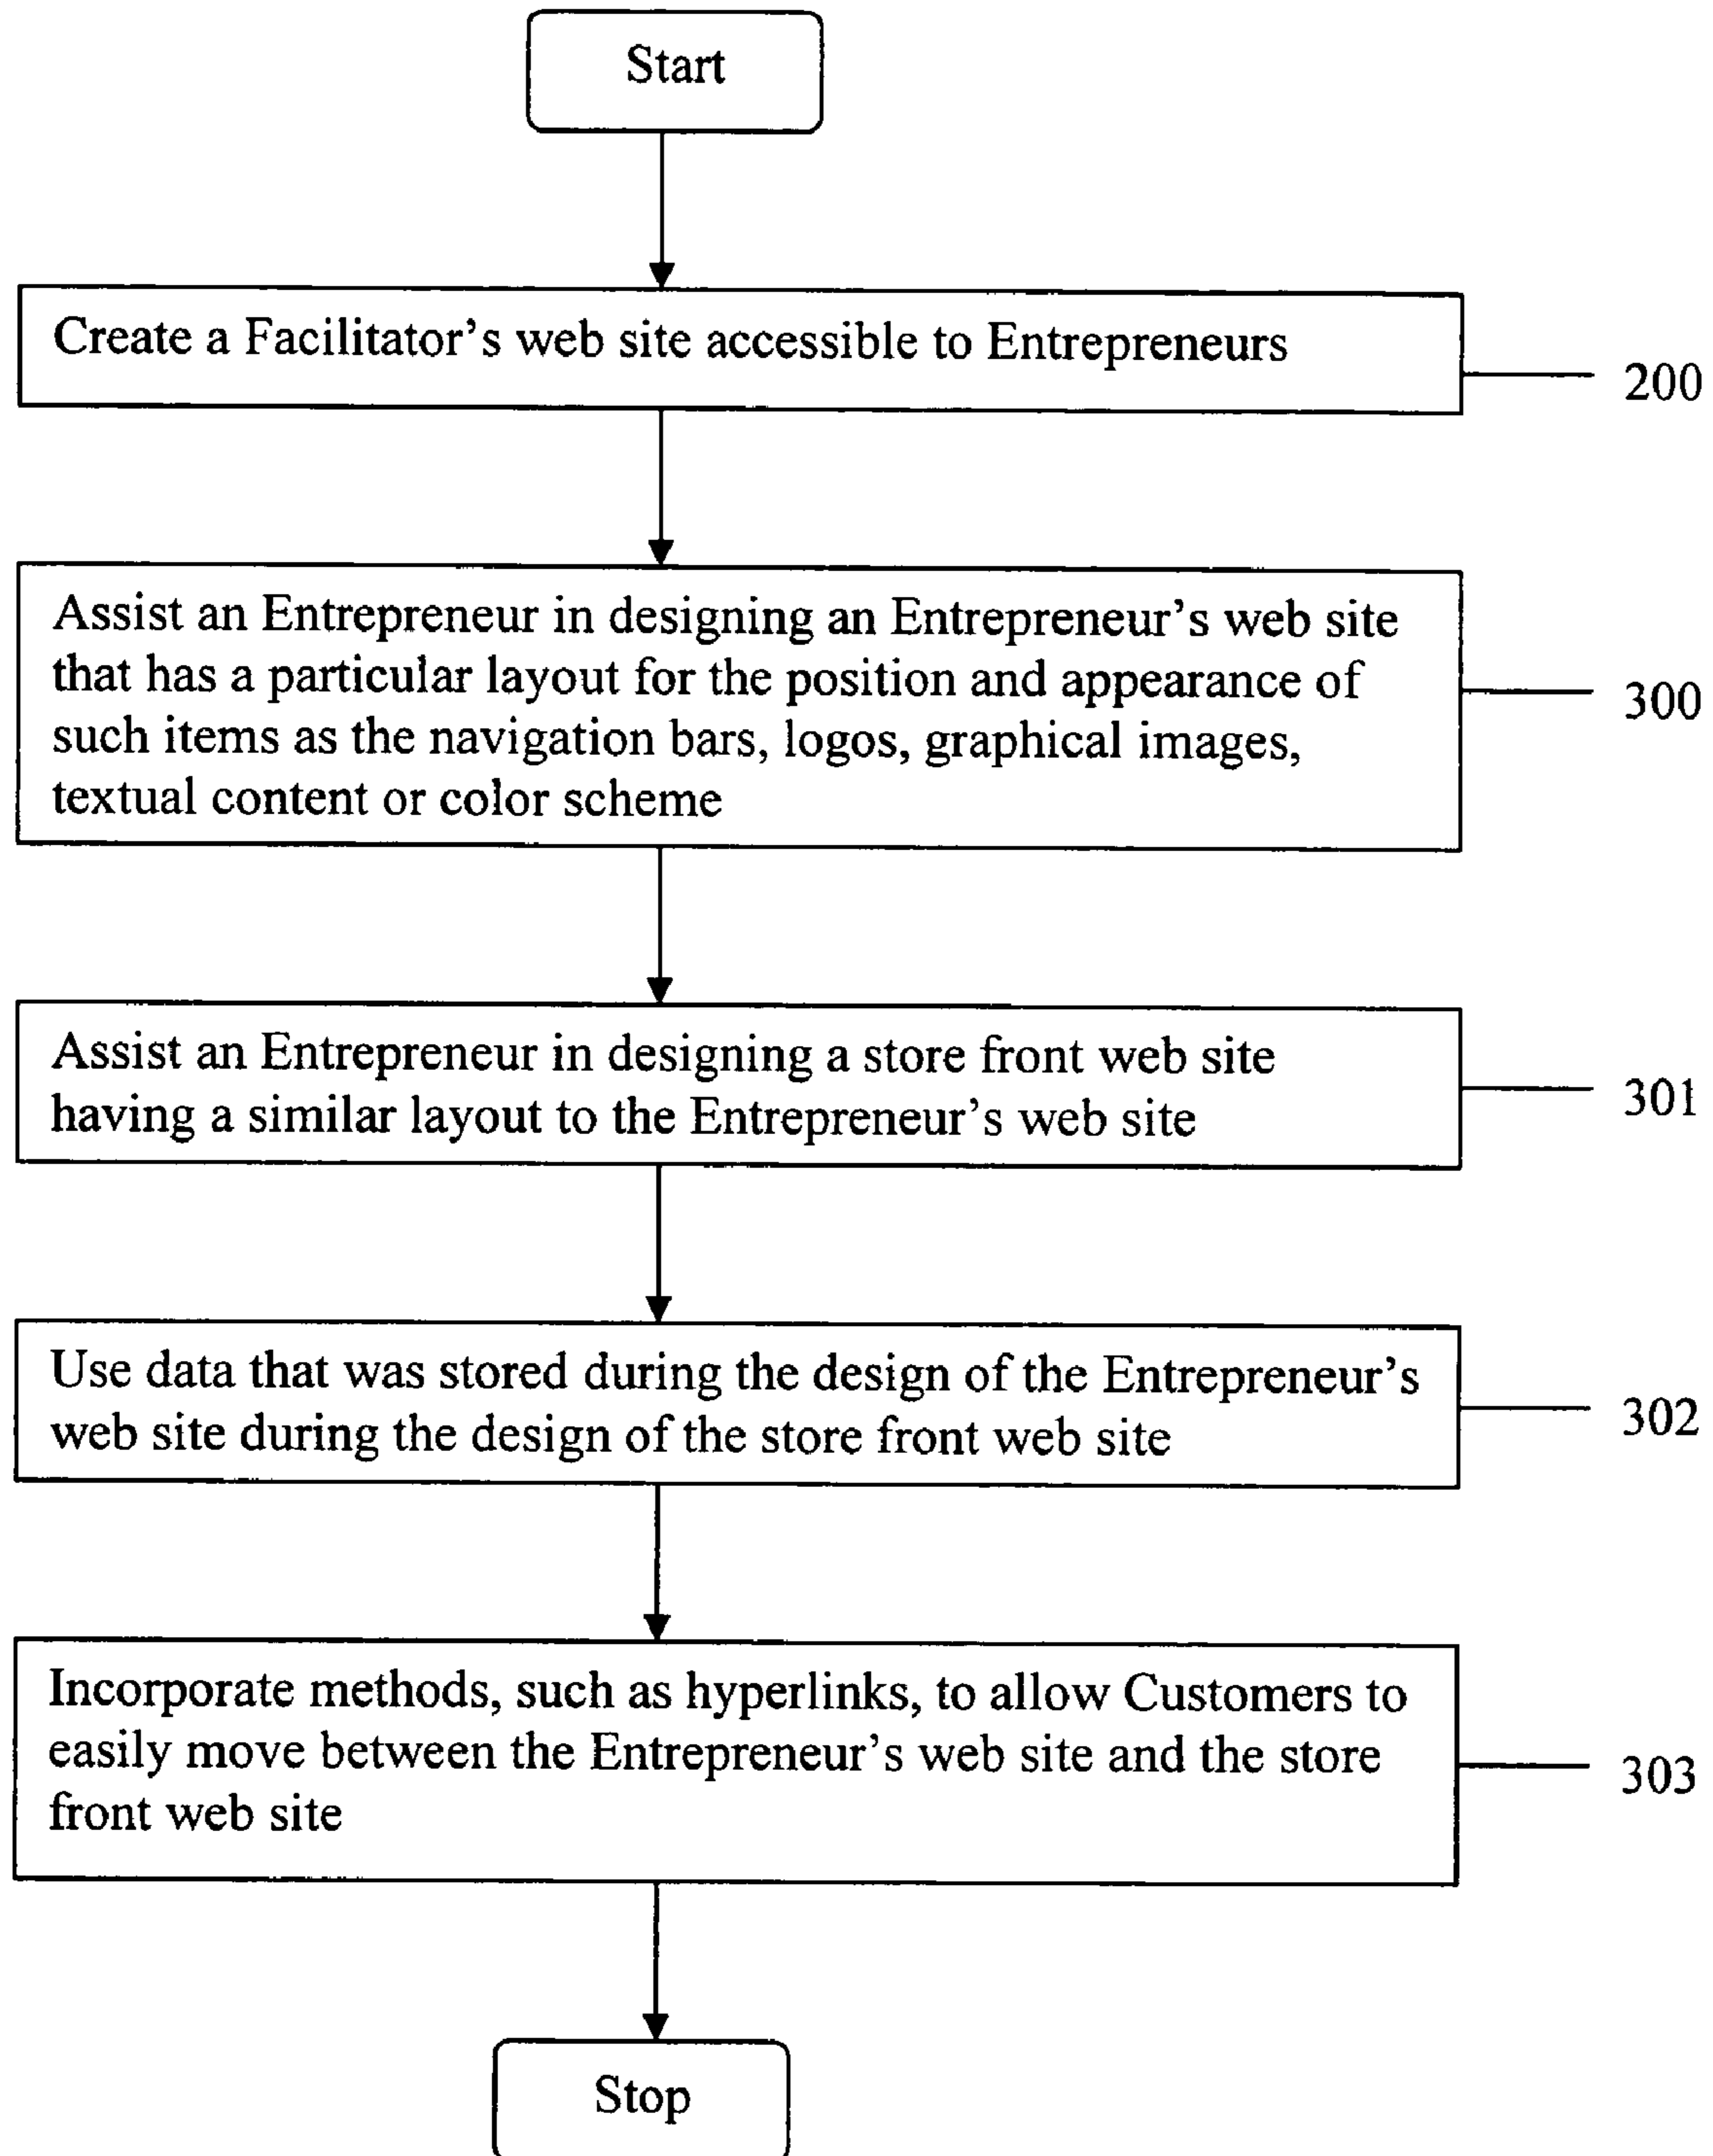 Start
Create a Facilitator’s web site accessible to Entrepreneurs
200
Assist an Entrepreneur in designing an Entrepreneur’s web site
that has a particular layout for the position and appearance of
such items as the navigation bars, logos, graphical images,
textual content or color scheme
300
Assist an Entrepreneur in designing a store front web site
having a similar layout to the Entrepreneur’s web site
301
Use data that was stored during the design of the Entrepreneur’s
web site during the design of the store front web site
302
Incorporate methods, such as hyperlinks, to allow Customers to
easily move between the Entrepreneur’s web site and the store
front web site
303
Stop